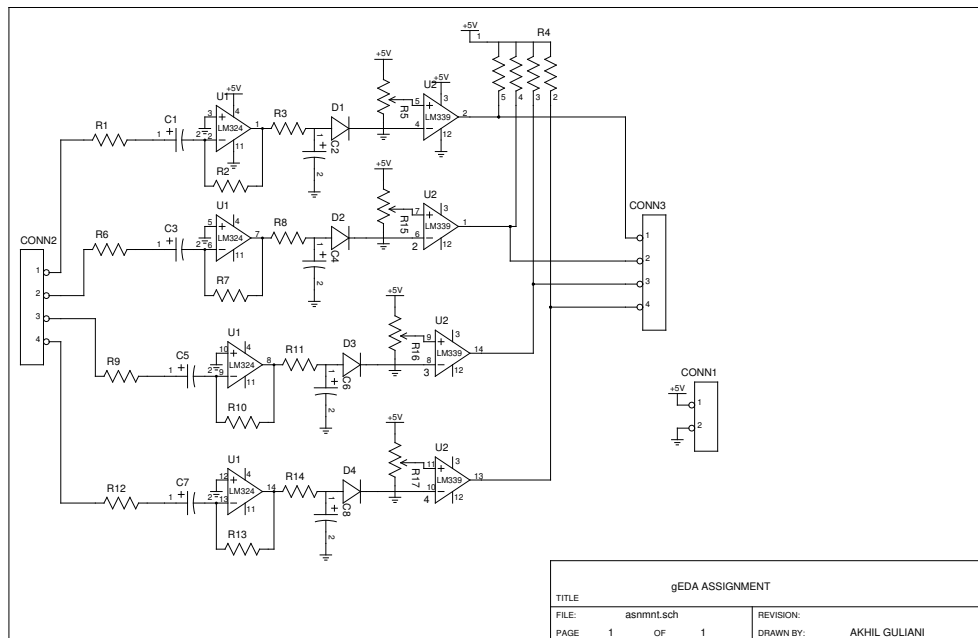 +5V
1
R4
5 4 3 2
+5V
U1
+5V
3
+
4
LM324
2
−
11
1
R1
C1
1 + 2
R2
R3
1 +
C2
2
D1
+5V
R5
U2
+5V
5
+
3
LM339
4
−
12
2
R6
C3
1 + 2
U1
5
+
4
LM324
6
−
11
7
R7
R8
1 +
C4
2
D2
+5V
R15
U2
7
+
3
LM339
6
−
2
12
1
CONN2
1
2
3
4
CONN3
1
2
3
4
R9
C5
1 + 2
U1
10
+
4
LM324
9
−
11
8
R10
R11
1 +
C6
2
D3
+5V
R16
U2
9
+
3
LM339
8
−
3
12
14
CONN1
+5V
1
2
R12
C7
1 + 2
U1
12
+
4
LM324
13
−
11
14
R13
R14
1 +
C8
2
D4
+5V
R17
U2
11
+
3
LM339
10
−
4
12
13
gEDA ASSIGNMENT
TITLE
FILE: asnmnt.sch REVISION:
PAGE 1 OF 1 DRAWN BY: AKHIL GULIANI